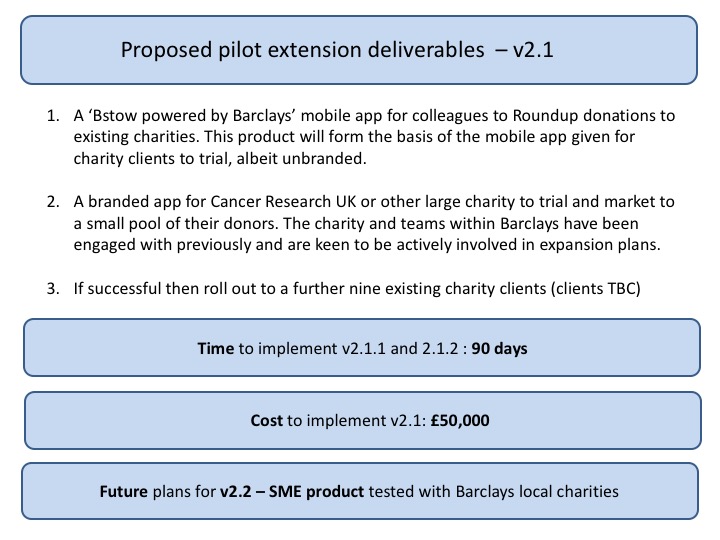 Proposed pilot extension deliverables – v2.1
1. A ‘Bstow powered by Barclays’ mobile app for colleagues to Roundup donations to
existing charities. This product will form the basis of the mobile app given for
charity clients to trial, albeit unbranded.
2. A branded app for Cancer Research UK or other large charity to trial and market to
a small pool of their donors. The charity and teams within Barclays have been
engaged with previously and are keen to be actively involved in expansion plans.
3. If successful then roll out to a further nine existing charity clients (clients TBC)
Time to implement v2.1.1 and 2.1.2 : 90 days
Cost to implement v2.1: £50,000
Future plans for v2.2 – SME product tested with Barclays local charities